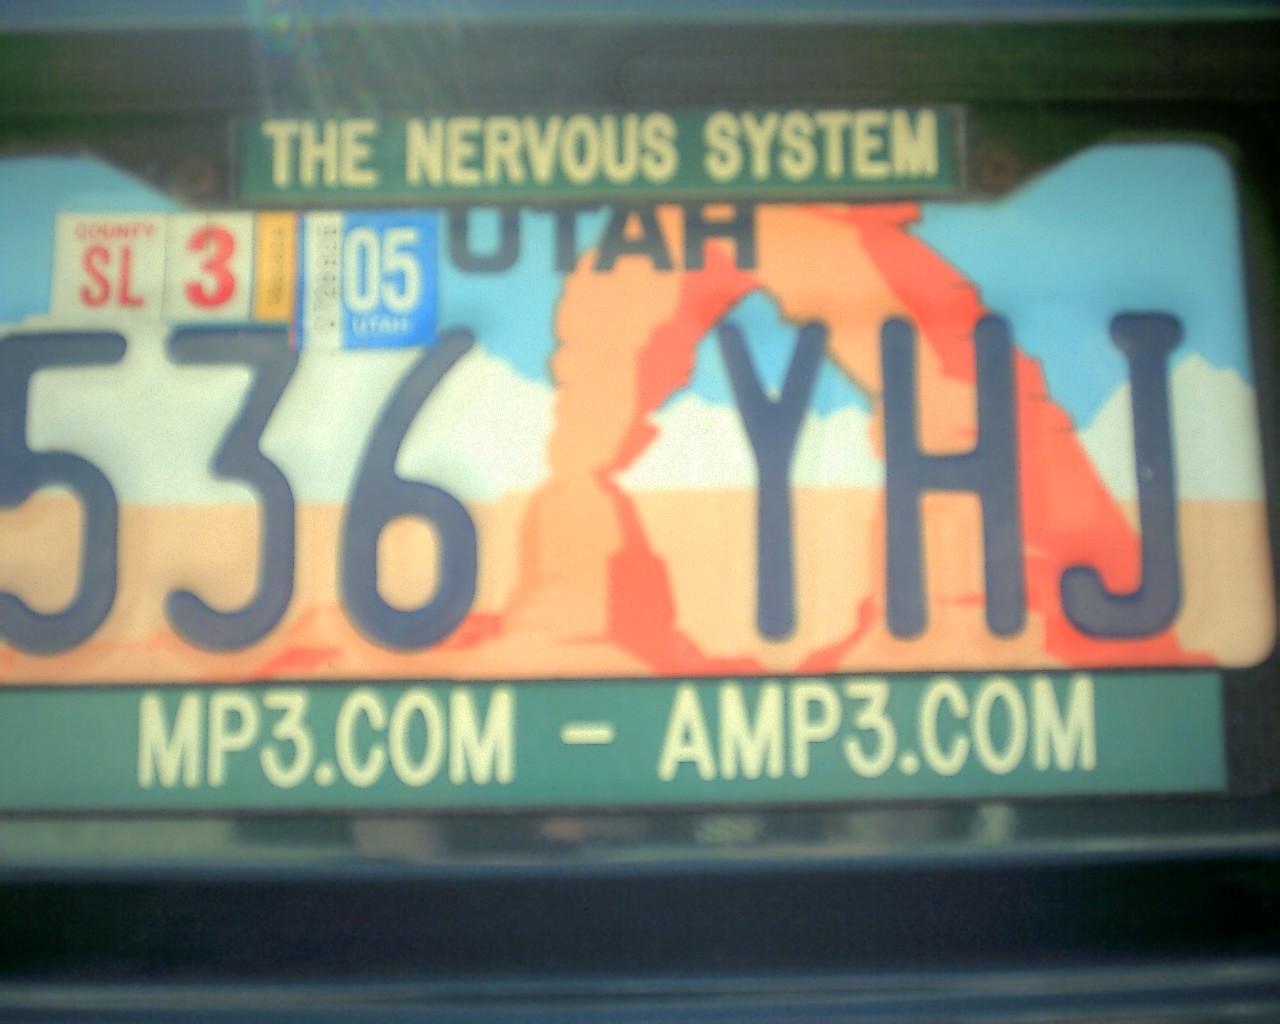 THE NERVOUS SYSTEM
UTAH
COUNTY
SL
3
05
UTAH
536 YHJ
MP3.COM - AMP3.COM